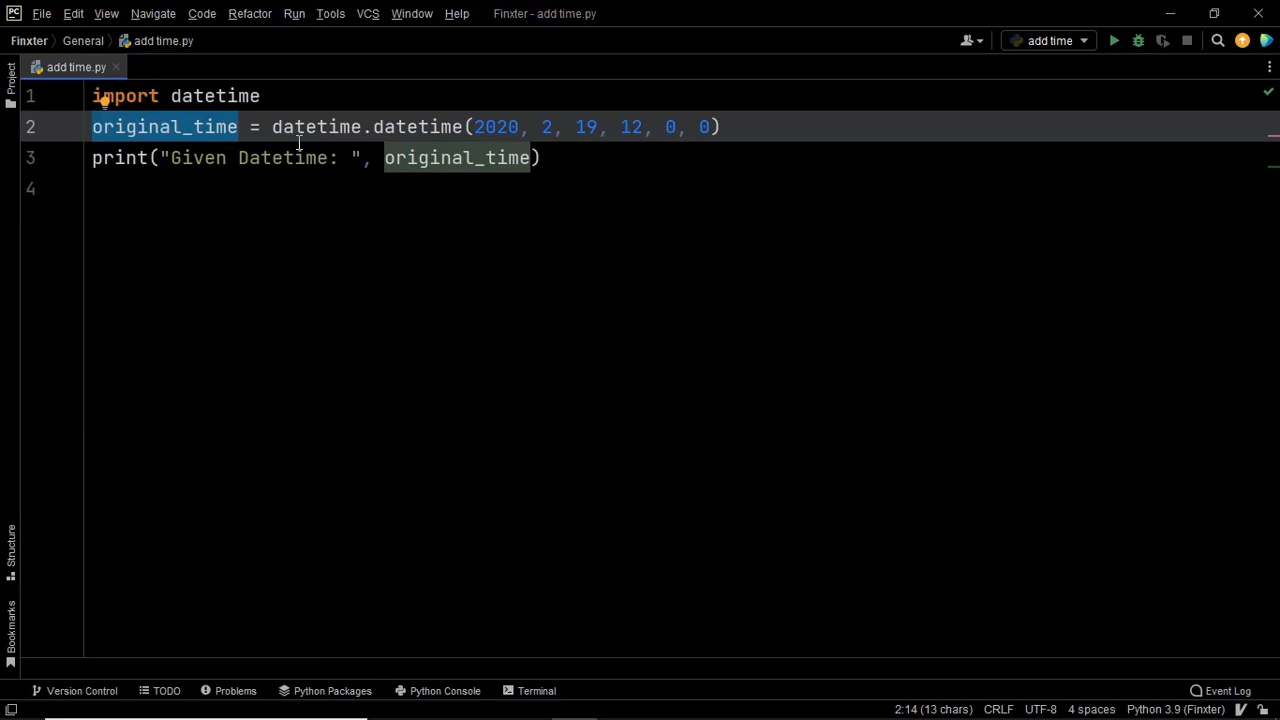 PC File Edit View Navigate Code Refactor Run Tools VCS Window Help Finxter - add time.py
Finxter General add time.py add time
Project add time.py
1 import datetime
2 original_time = datetime.datetime(2020, 2, 19, 12, 0, 0)
3 print("Given Datetime: ", original_time)
4
Structure
Bookmarks
Version Control TODO Problems Python Packages Python Console Terminal Event Log
2:14 (13 chars) CRLF UTF-8 4 spaces Python 3.9 (Finxter)